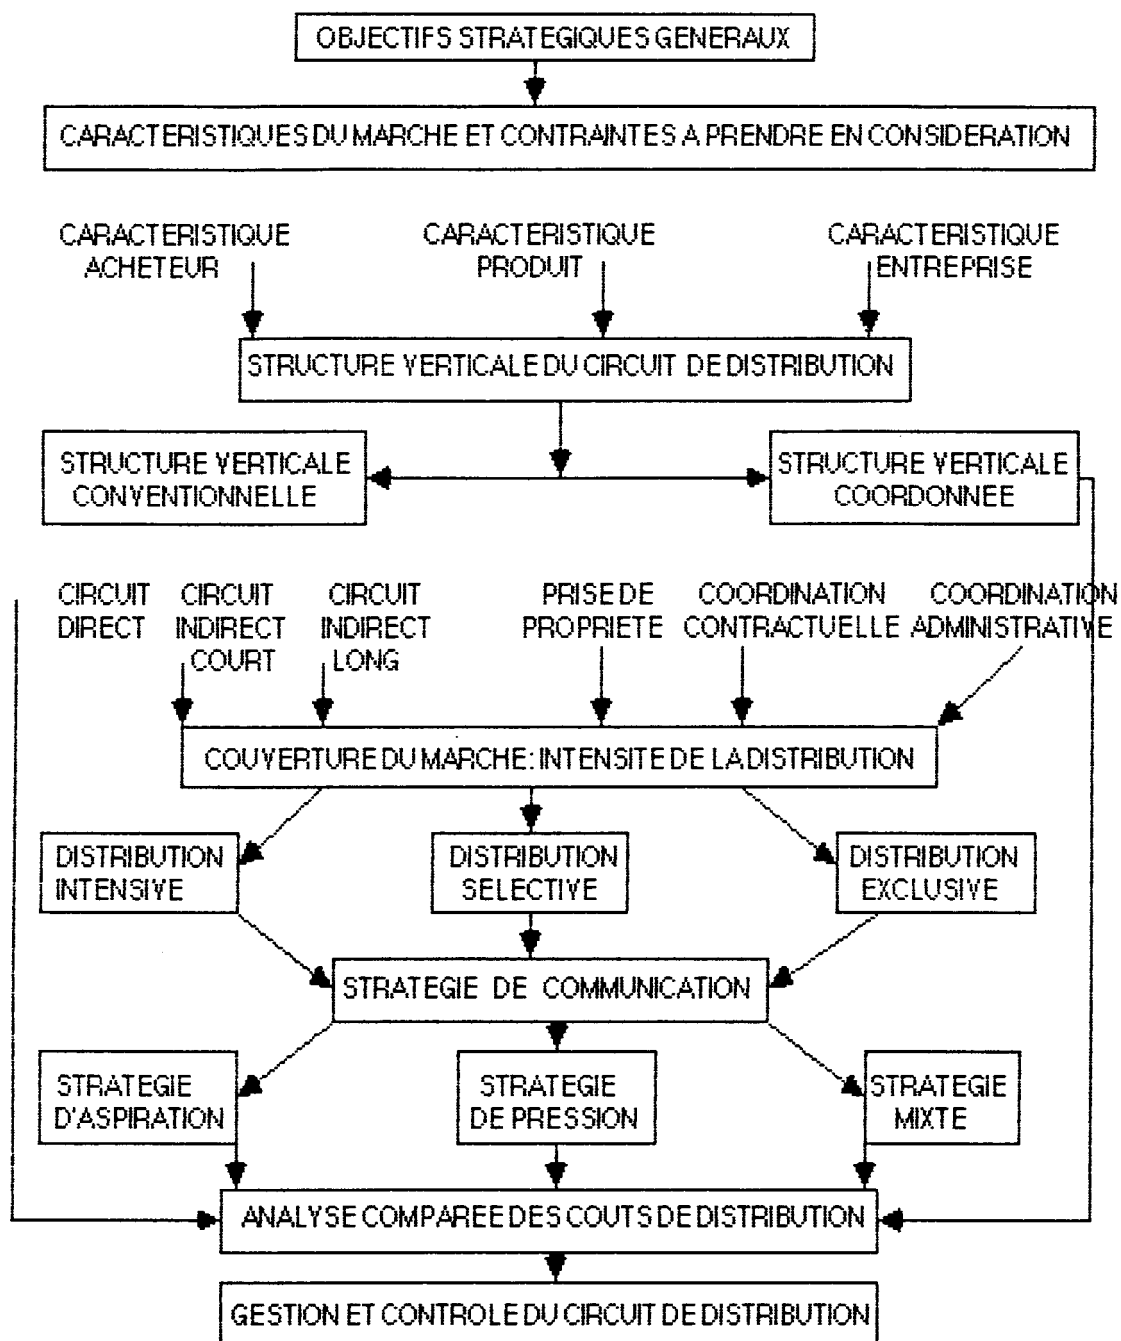 OBJECTIFS STRATEGIQUES GENERAUX
CARACTERISTIQUES DU MARCHE ET CONTRAINTES A PRENDRE EN CONSIDERATION
CARACTERISTIQUE
ACHETEUR
CARACTERISTIQUE
PRODUIT
CARACTERISTIQUE
ENTREPRISE
STRUCTURE VERTICALE DU CIRCUIT DE DISTRIBUTION
STRUCTURE VERTICALE
CONVENTIONNELLE
STRUCTURE VERTICALE
COORDONNEE
CIRCUIT
DIRECT
CIRCUIT
INDIRECT
COURT
CIRCUIT
INDIRECT
LONG
PRISE DE
PROPRIETE
COORDINATION
CONTRACTUELLE
COORDINATION
ADMINISTRATIVE
COUVERTURE DU MARCHE: INTENSITE DE LA DISTRIBUTION
DISTRIBUTION
INTENSIVE
DISTRIBUTION
SELECTIVE
DISTRIBUTION
EXCLUSIVE
STRATEGIE DE COMMUNICATION
STRATEGIE
D'ASPIRATION
STRATEGIE
DE PRESSION
STRATEGIE
MIXTE
ANALYSE COMPAREE DES COUTS DE DISTRIBUTION
GESTION ET CONTROLE DU CIRCUIT DE DISTRIBUTION